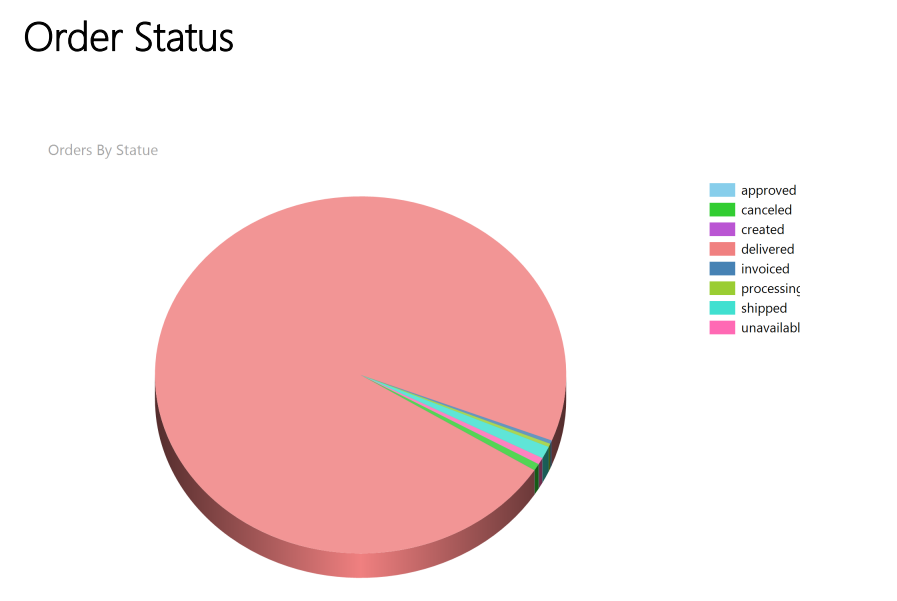 Order Status
Orders By Statue
approved
canceled
created
delivered
invoiced
processing
shipped
unavailabl